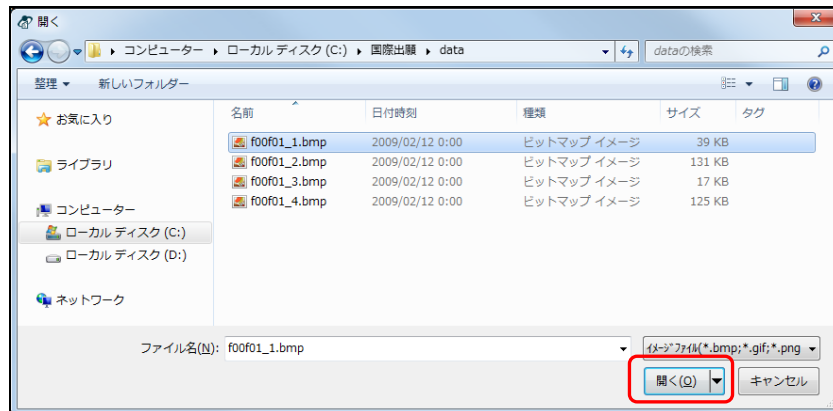 開く
コンピューター ▸ ローカル ディスク (C:) ▸ 国際出願 ▸ data
dataの検索
整理 ▼ 新しいフォルダー
名前 日付時刻 種類 サイズ タグ
お気に入り
f00f01_1.bmp 2009/02/12 0:00 ビットマップ イメージ 39 KB
f00f01_2.bmp 2009/02/12 0:00 ビットマップ イメージ 131 KB
ライブラリ
f00f01_3.bmp 2009/02/12 0:00 ビットマップ イメージ 17 KB
f00f01_4.bmp 2009/02/12 0:00 ビットマップ イメージ 125 KB
コンピューター
ローカル ディスク (C:)
ローカル ディスク (D:)
ネットワーク
ファイル名(N): f00f01_1.bmp
ｲﾒｰｼﾞﾌｧｲﾙ(*.bmp;*.gif;*.png
開く(O) キャンセル